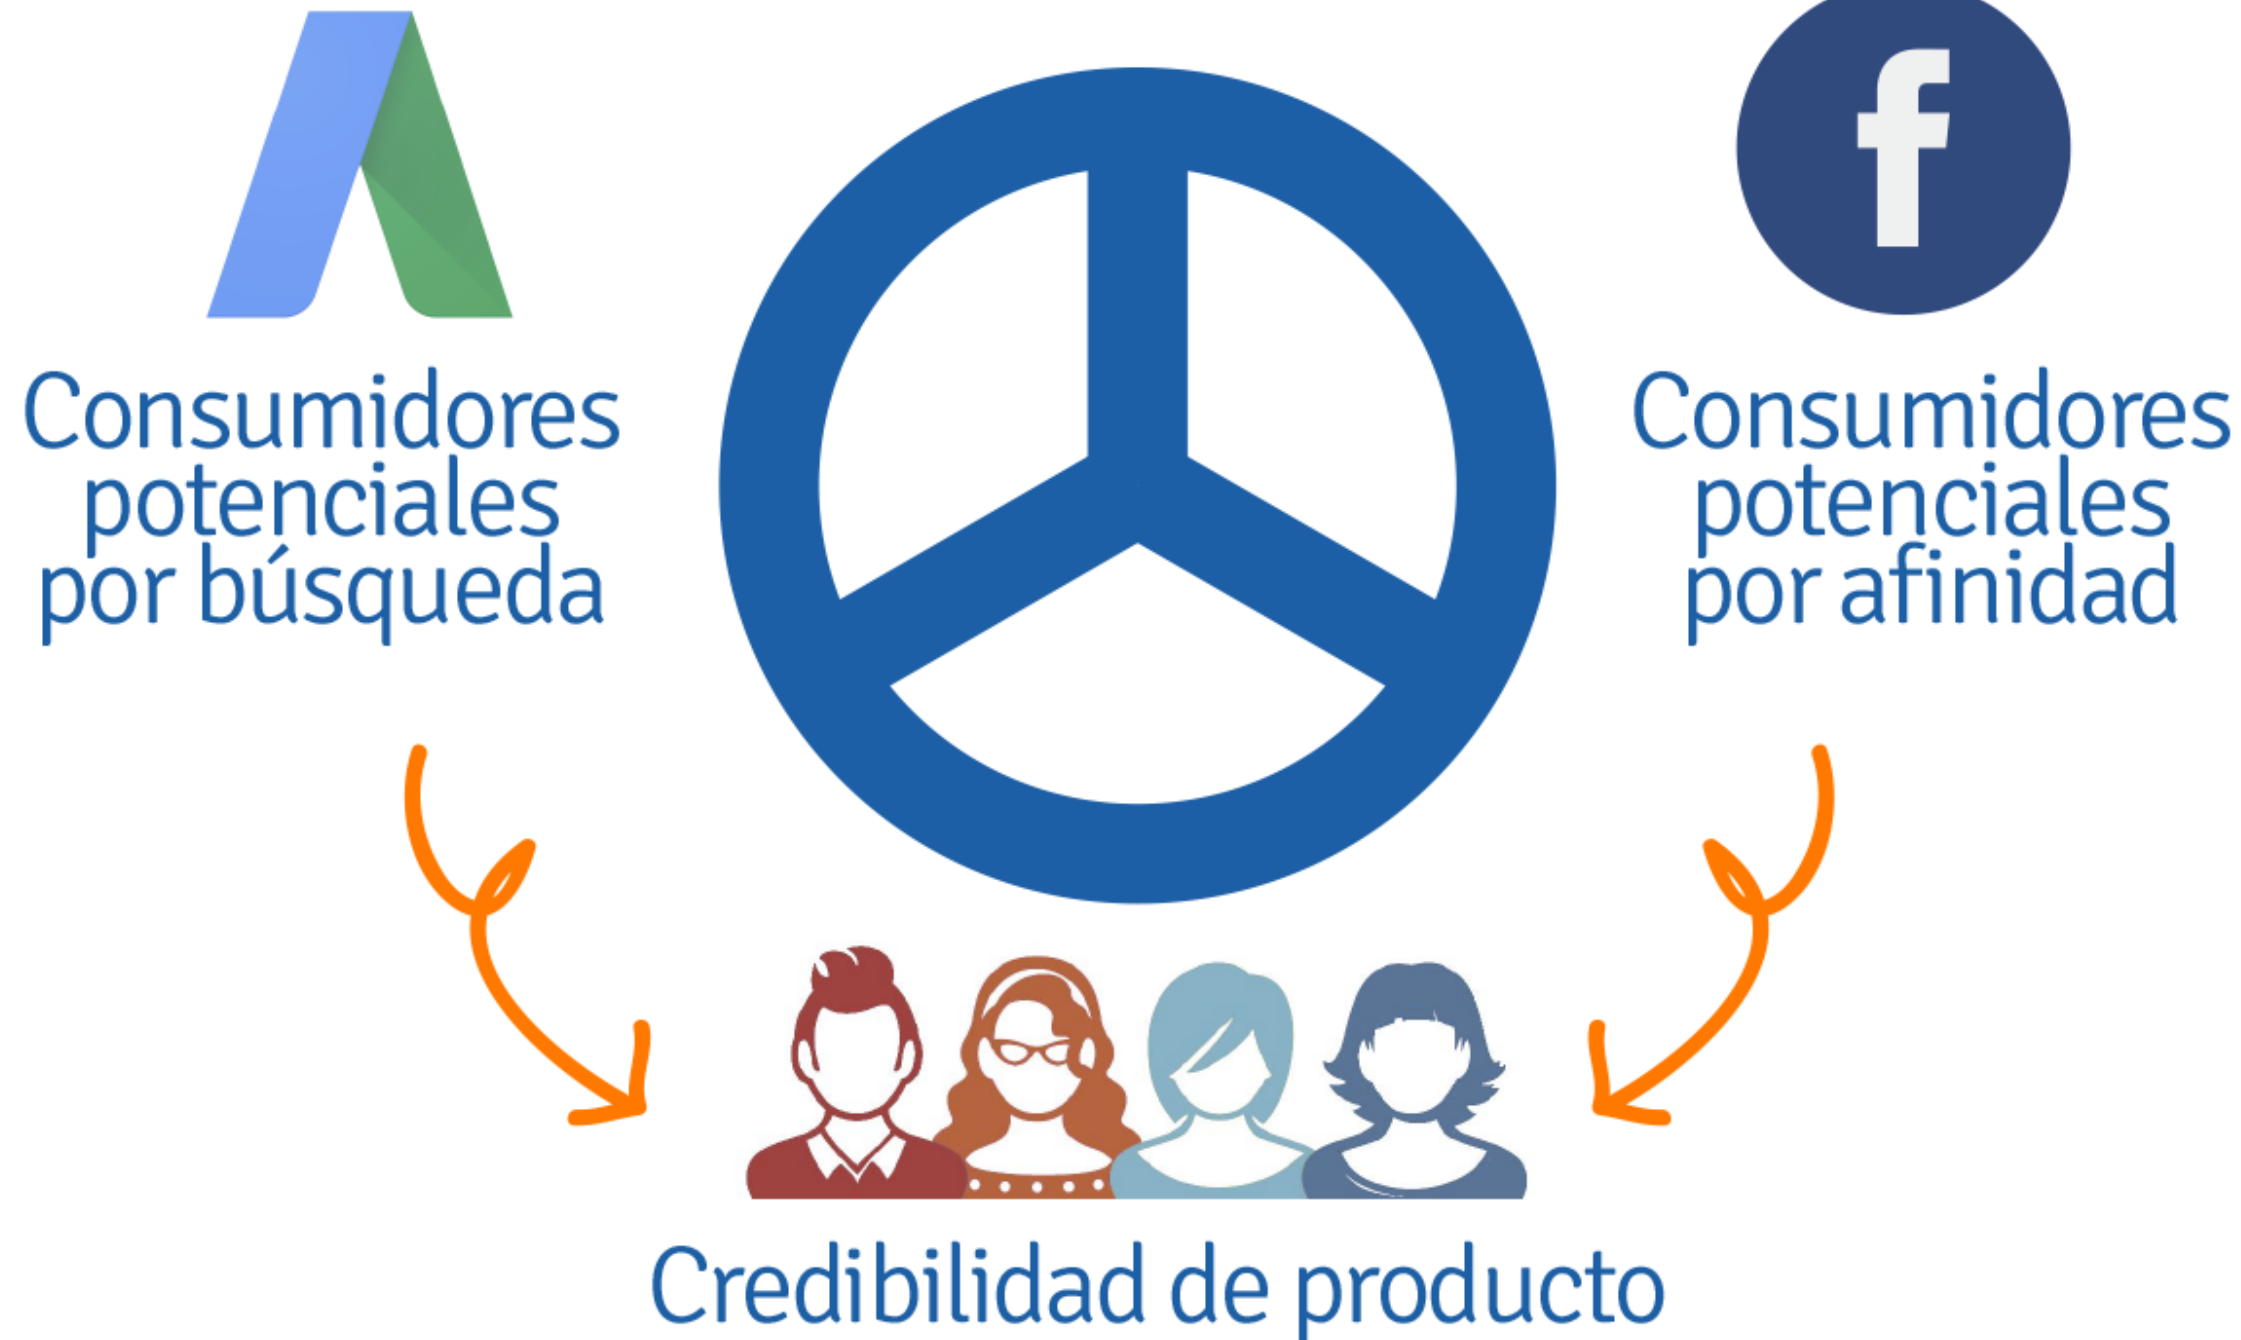 Consumidores
potenciales
por búsqueda
Consumidores
potenciales
por afinidad
Credibilidad de producto